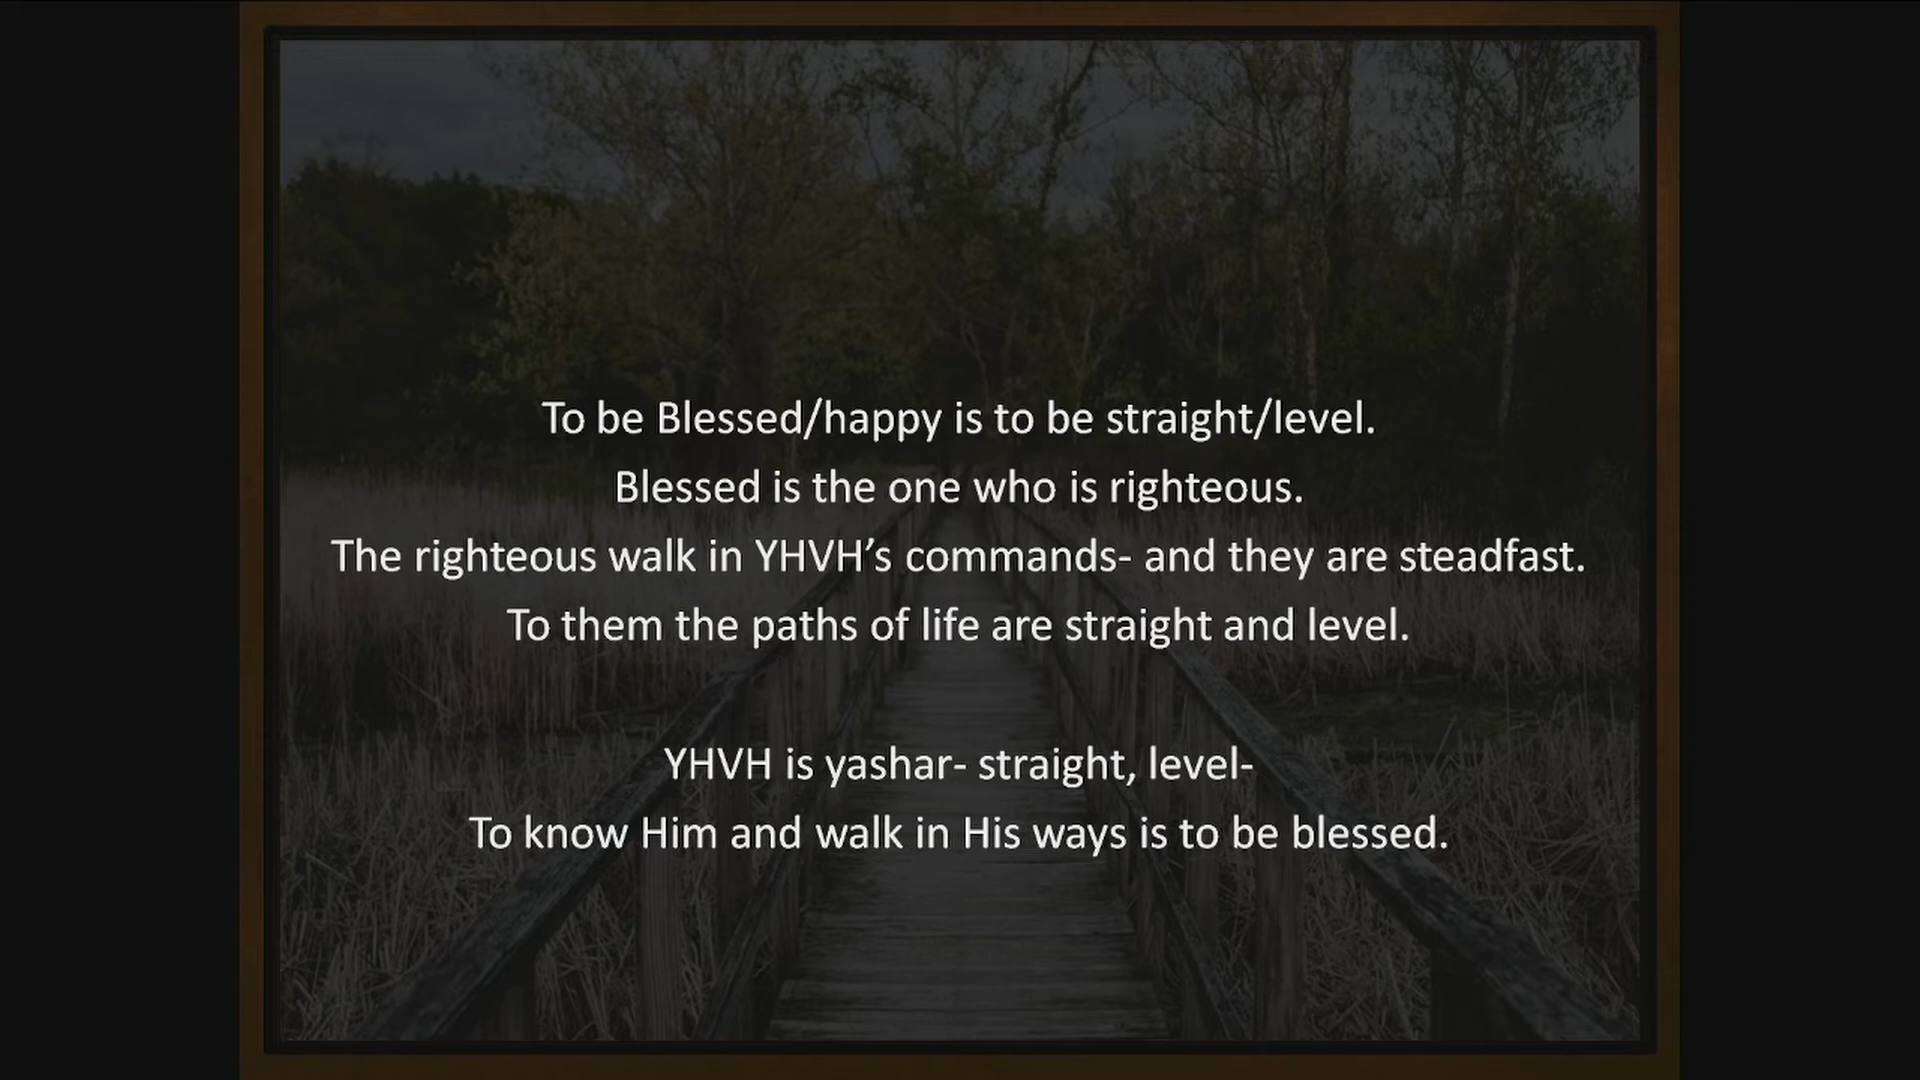 To be Blessed/happy is to be straight/level.
Blessed is the one who is righteous.
The righteous walk in YHVH’s commands- and they are steadfast.
To them the paths of life are straight and level.
YHVH is yashar- straight, level-
To know Him and walk in His ways is to be blessed.